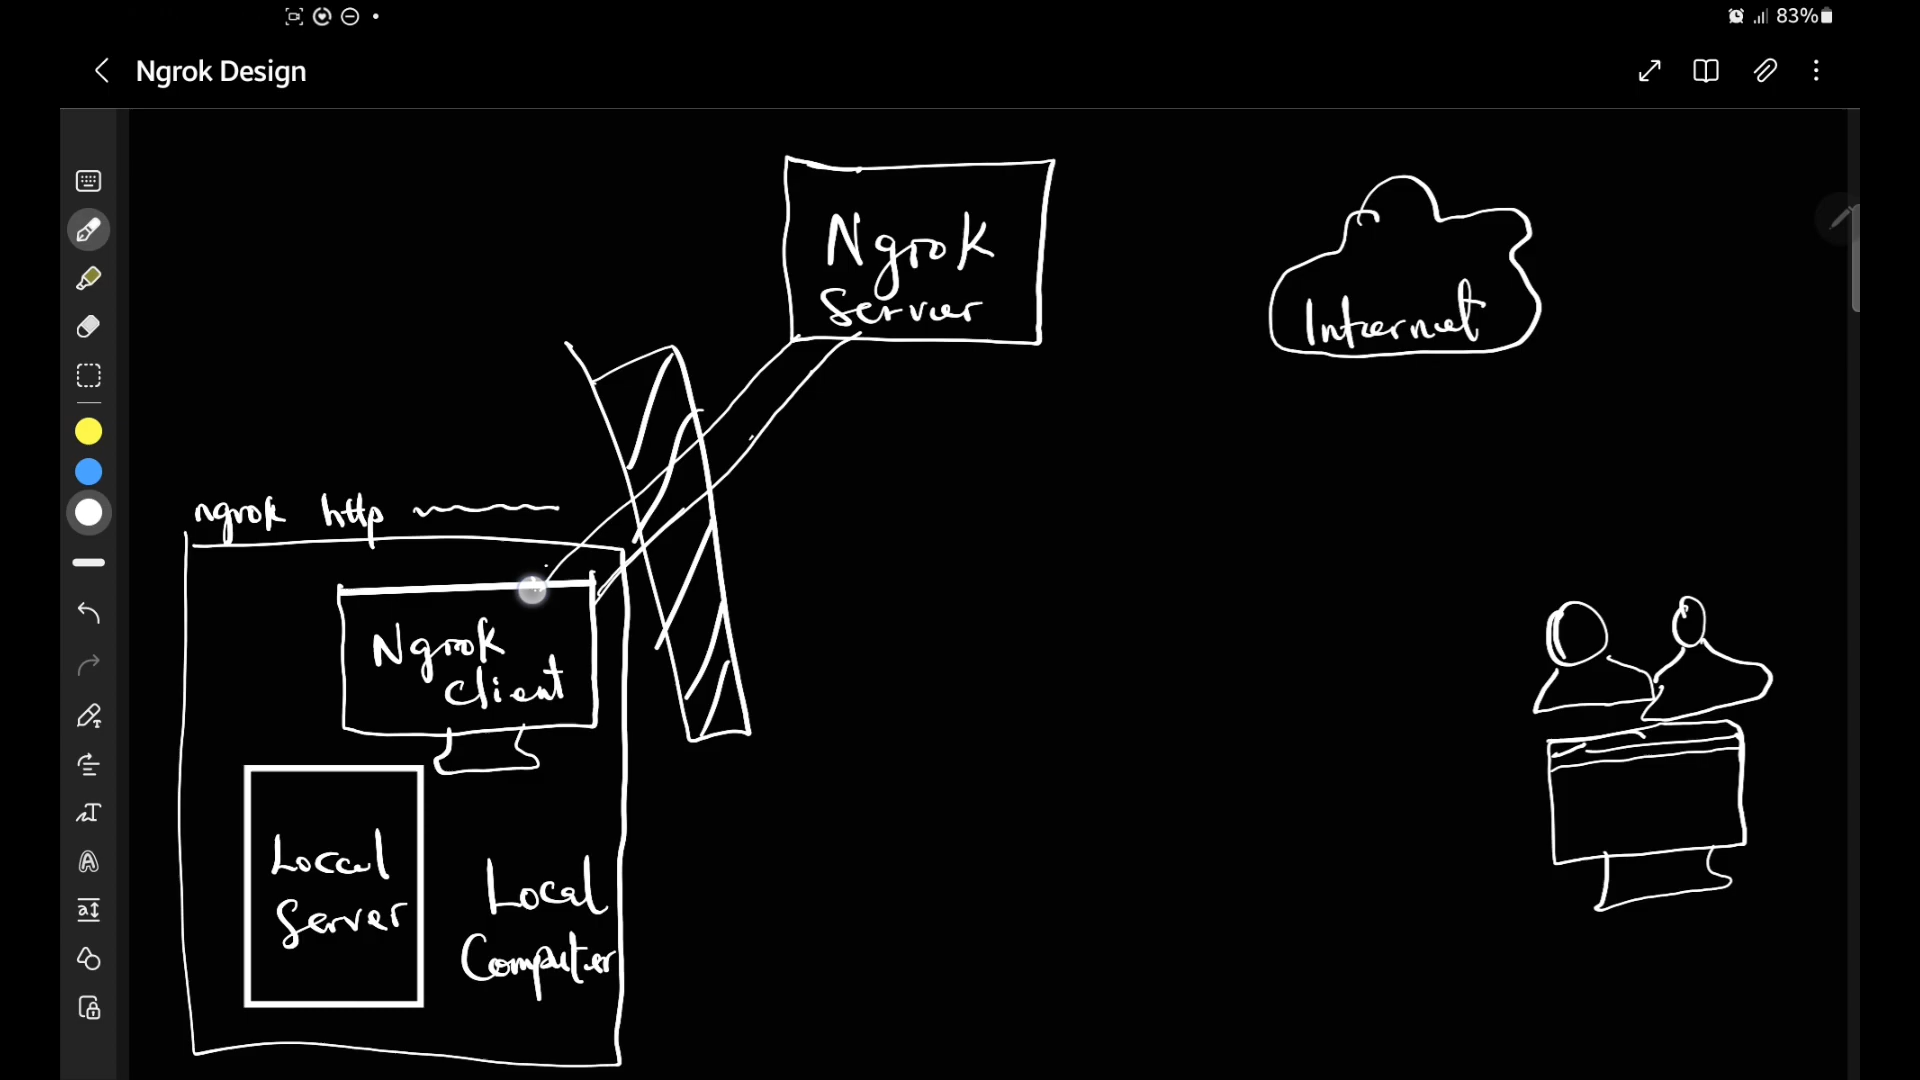 83%
Ngrok Design
Ngrok
Server
Internet
ngrok http
Ngrok
Client
Local
Server
Local
Computer